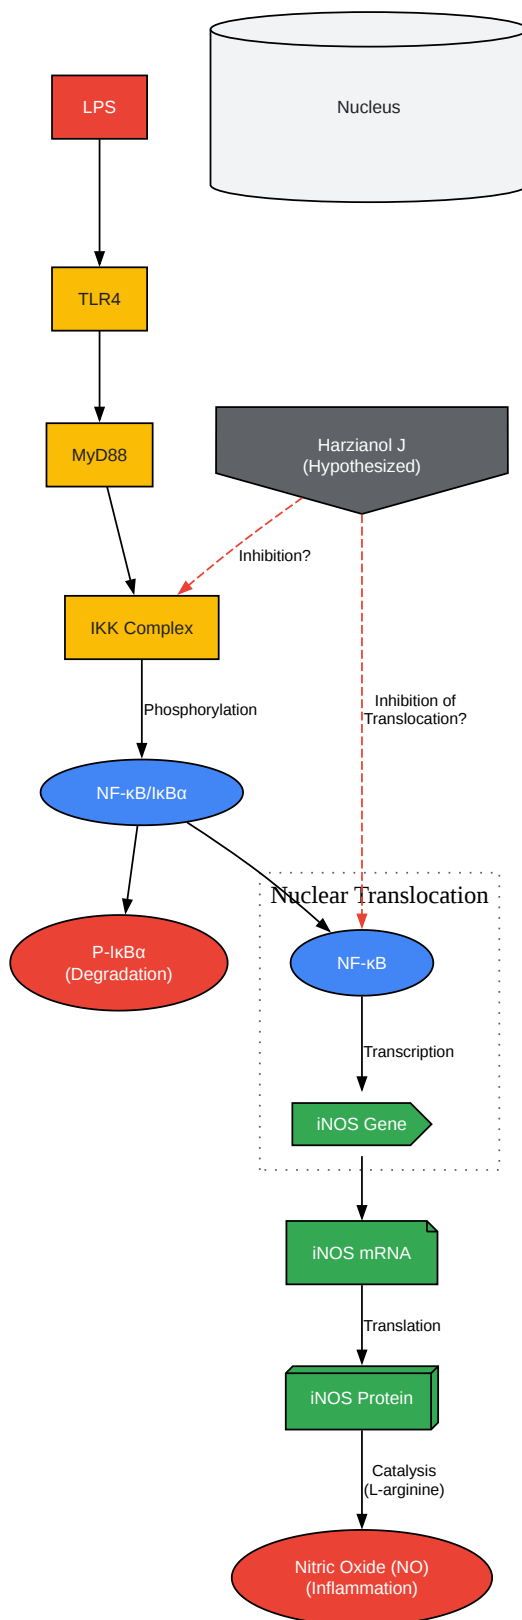 Nucleus
LPS
TLR4
MyD88
Harzianol J
(Hypothesized)
Inhibition?
IKK Complex
Phosphorylation
Inhibition of
Translocation?
NF-κB/IκBα
Nuclear Translocation
P-IκBα
(Degradation)
NF-κB
Transcription
iNOS Gene
iNOS mRNA
Translation
iNOS Protein
Catalysis
(L-arginine)
Nitric Oxide (NO)
(Inflammation)